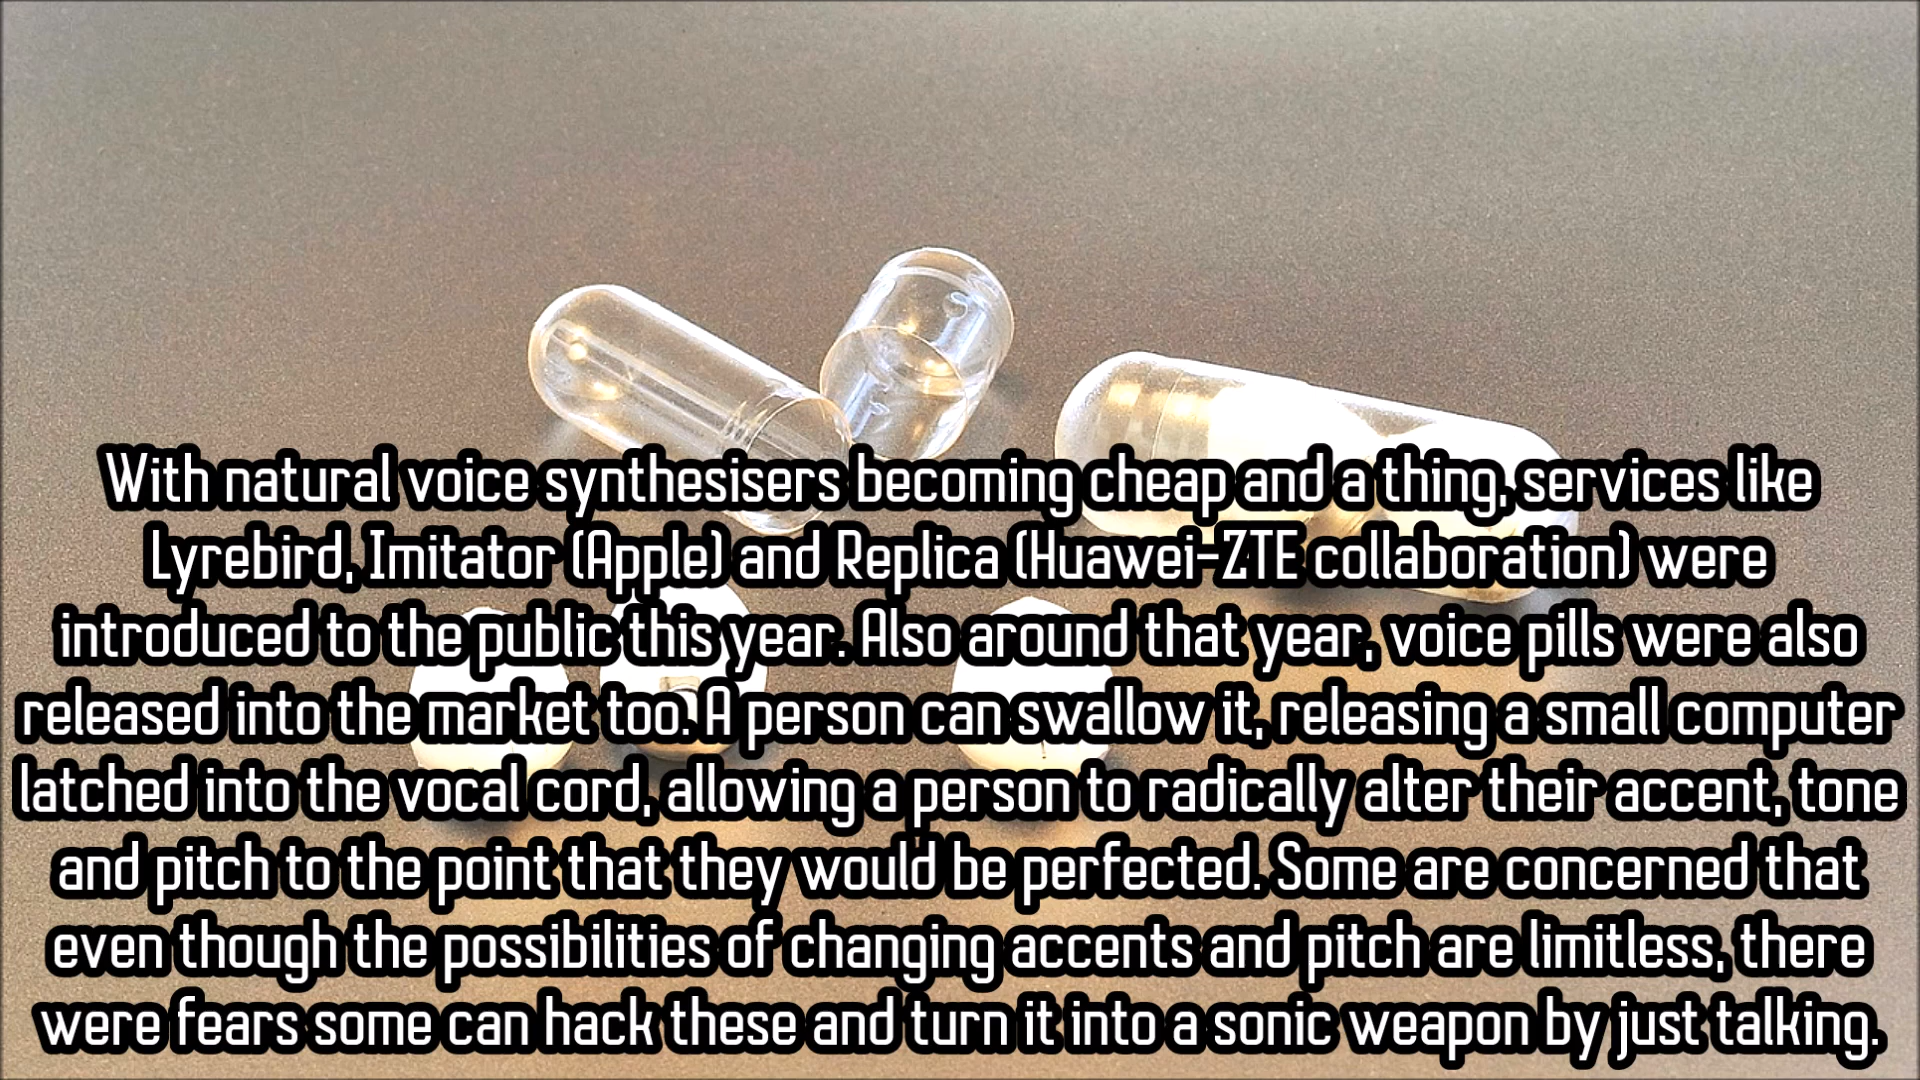 With natural voice synthesisers becoming cheap and a thing, services like
Lyrebird, Imitator (Apple) and Replica (Huawei-ZTE collaboration) were
introduced to the public this year. Also around that year, voice pills were also
released into the market too. A person can swallow it, releasing a small computer
latched into the vocal cord, allowing a person to radically alter their accent, tone
and pitch to the point that they would be perfected. Some are concerned that
even though the possibilities of changing accents and pitch are limitless, there
were fears some can hack these and turn it into a sonic weapon by just talking.